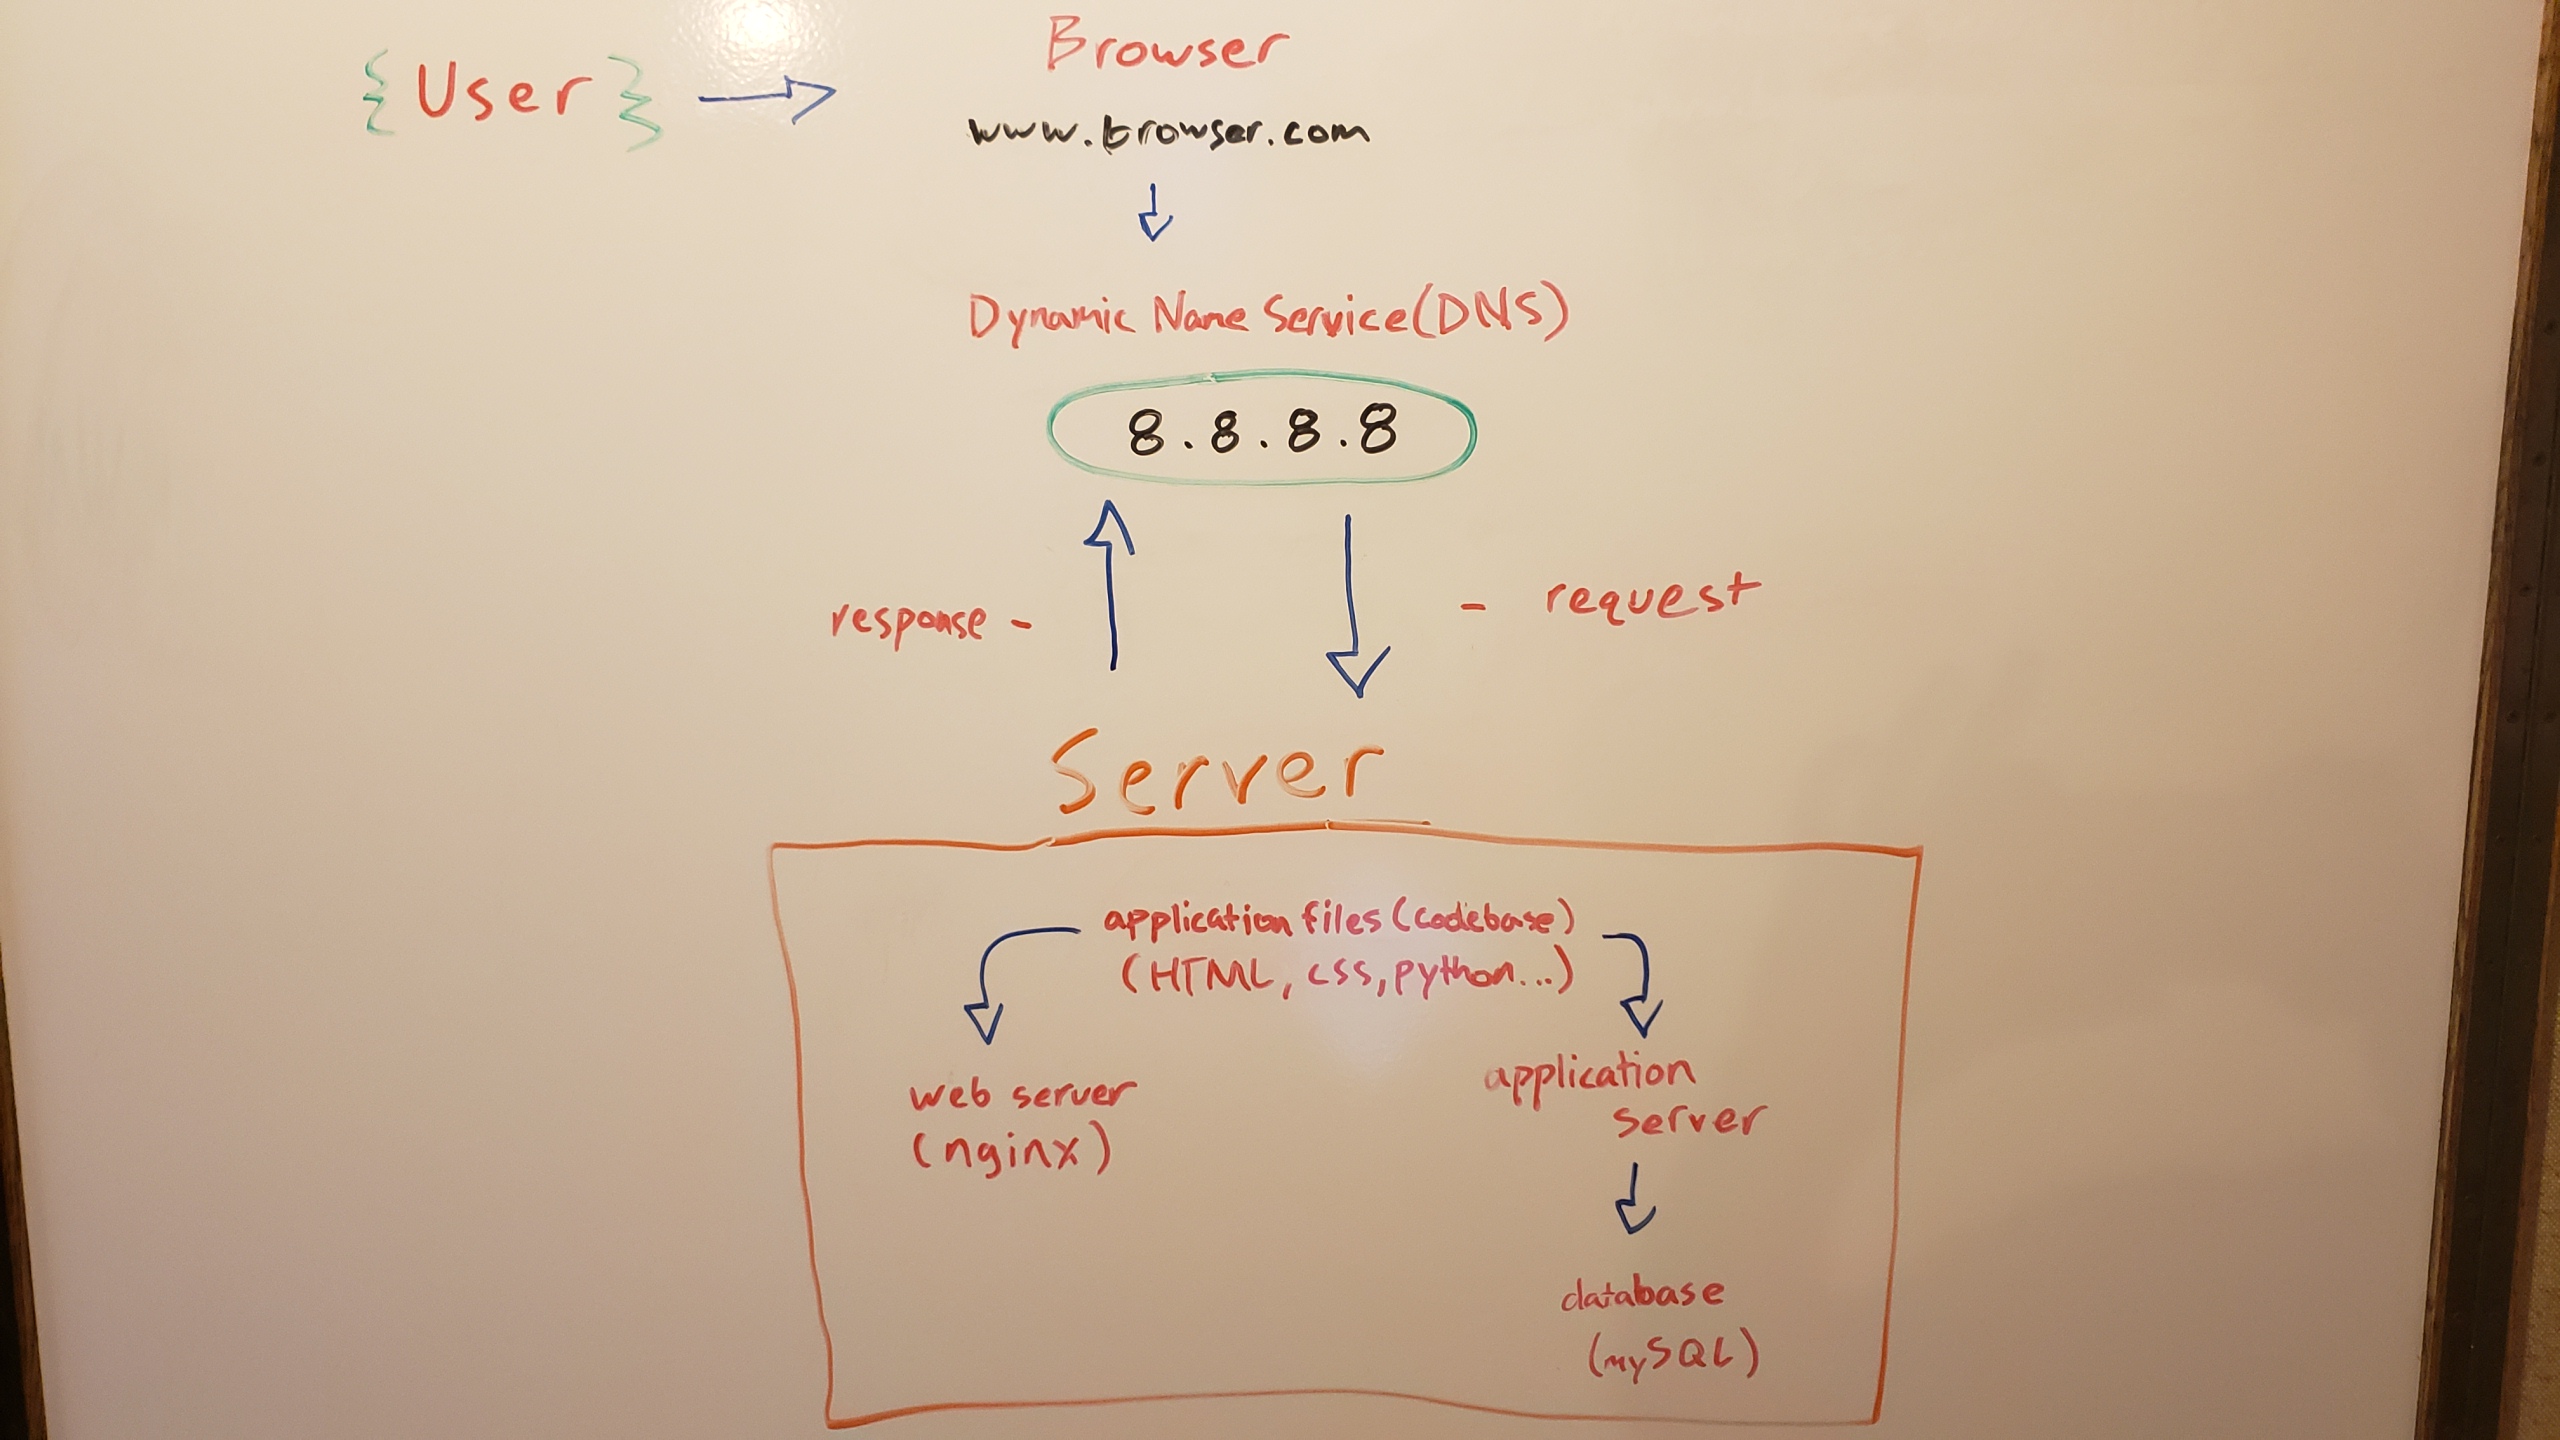 {User}
Browser
www.browser.com
Dynamic Name Service(DNS)
8.8.8.8
response -
- request
Server
application files (codebase)
(HTML, css, python...)
web server
(nginx)
application
server
database
(mySQL)